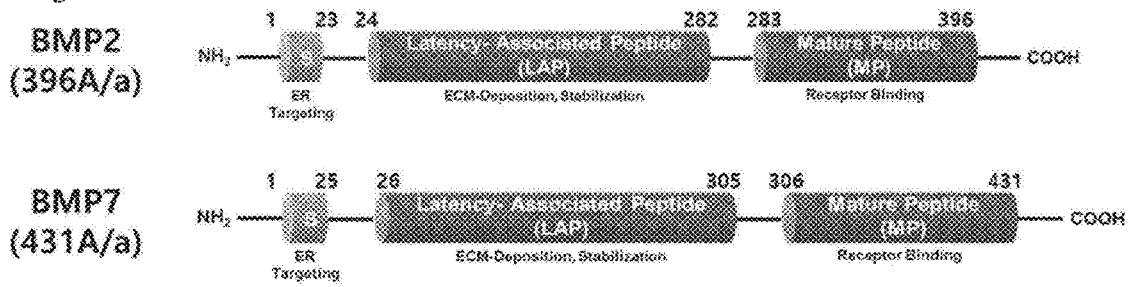 1 23 24 282 283 396
BMP2
(396A/a)
NH₂
Latency- Associated Peptide
(LAP)
Mature Peptide
(MP)
COOH
ER
Targeting
ECM-Deposition, Stabilization
Receptor Binding
1 25 26 305 306 431
BMP7
(431A/a)
NH₂
Latency- Associated Peptide
(LAP)
Mature Peptide
(MP)
COOH
ER
Targeting
ECM-Deposition, Stabilization
Receptor Binding